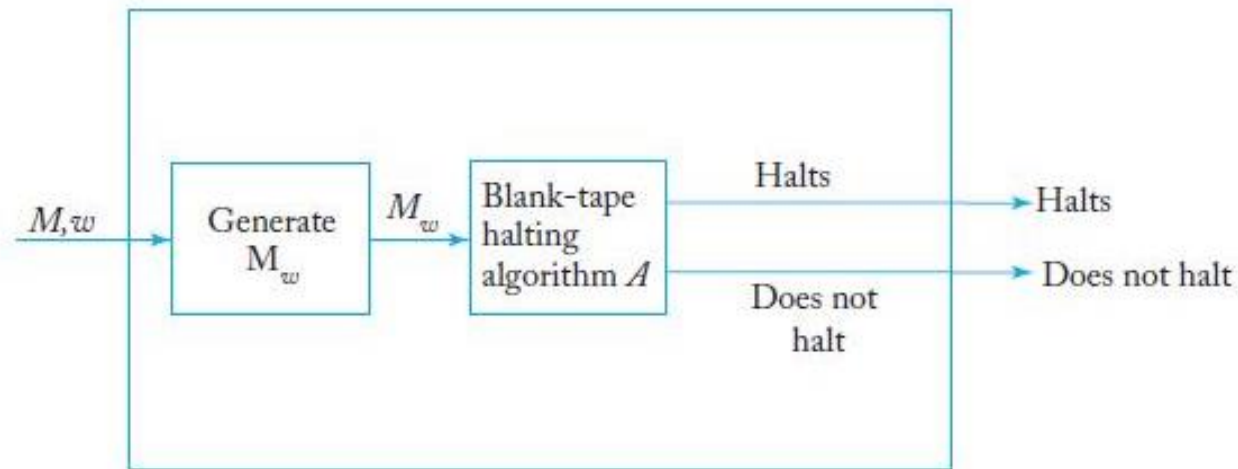 M,w
Generate
M_w
M_w
Blank-tape
halting
algorithm A
Halts
Does not
halt
Halts
Does not halt